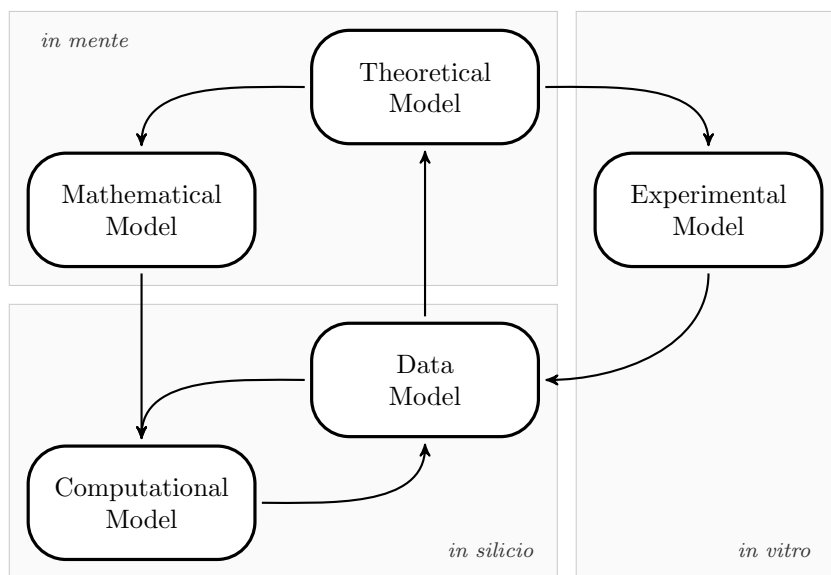 in mente
Theoretical
Model
Mathematical
Model
Experimental
Model
Data
Model
Computational
Model
in silicio
in vitro